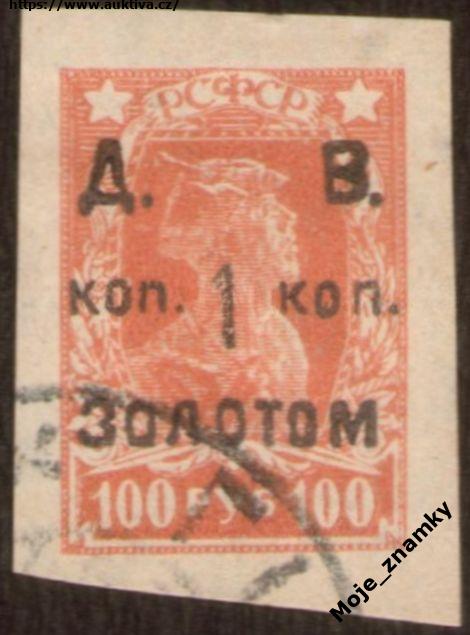 https://www.auktiva.cz/
РСФСР
Д. В.
коп. 1 коп.
ЗОЛОТОМ
100 РУБ 100
Moje_znamky